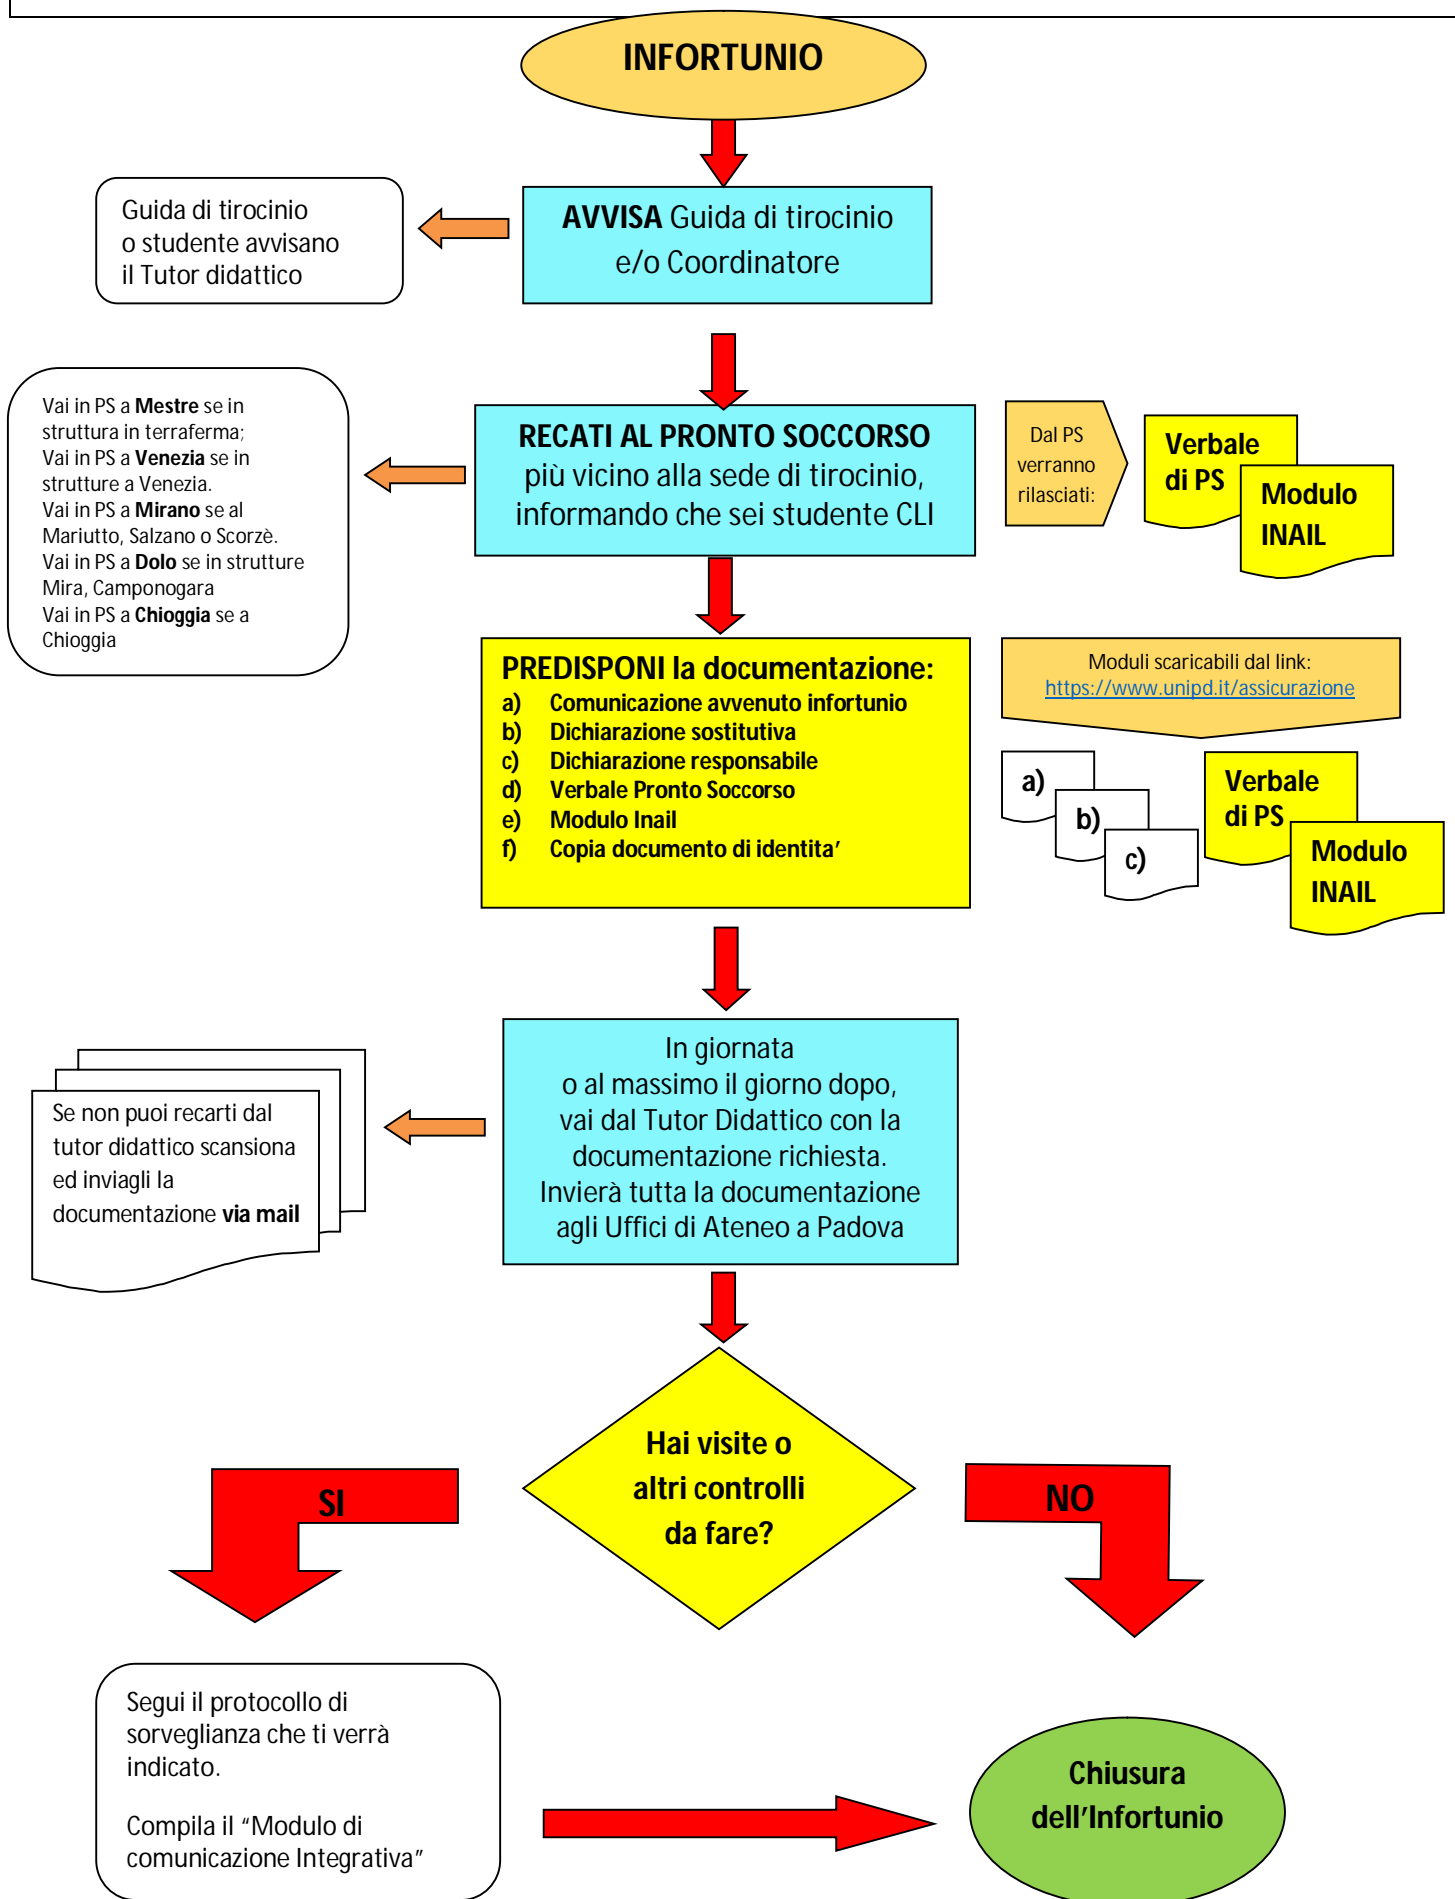 INFORTUNIO
AVVISA Guida di tirocinio
e/o Coordinatore
Guida di tirocinio
o studente avvisano
il Tutor didattico
RECATI AL PRONTO SOCCORSO
più vicino alla sede di tirocinio,
informando che sei studente CLI
Vai in PS a Mestre se in
struttura in terraferma;
Vai in PS a Venezia se in
strutture a Venezia.
Vai in PS a Mirano se al
Mariutto, Salzano o Scorzè.
Vai in PS a Dolo se in strutture
Mira, Camponogara
Vai in PS a Chioggia se a
Chioggia
Dal PS
verranno
rilasciati:
Verbale
di PS
Modulo
INAIL
PREDISPONI la documentazione:
a) Comunicazione avvenuto infortunio
b) Dichiarazione sostitutiva
c) Dichiarazione responsabile
d) Verbale Pronto Soccorso
e) Modulo Inail
f) Copia documento di identita’
Moduli scaricabili dal link:
https://www.unipd.it/assicurazione
a)
b)
c)
Verbale
di PS
Modulo
INAIL
In giornata
o al massimo il giorno dopo,
vai dal Tutor Didattico con la
documentazione richiesta.
Invierà tutta la documentazione
agli Uffici di Ateneo a Padova
Se non puoi recarti dal
tutor didattico scansiona
ed inviagli la
documentazione via mail
Hai visite o
altri controlli
da fare?
SI
NO
Segui il protocollo di
sorveglianza che ti verrà
indicato.
Compila il “Modulo di
comunicazione Integrativa”
Chiusura
dell'Infortunio